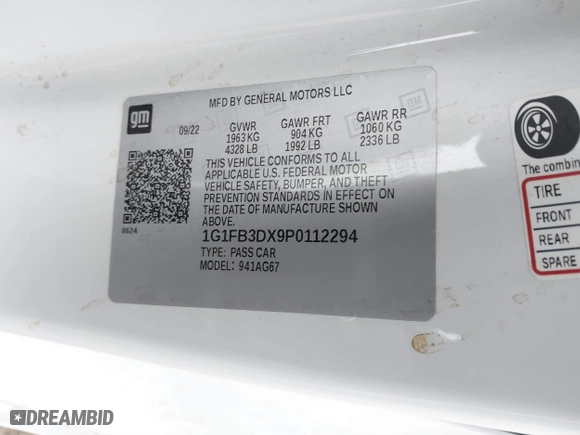 gm
MFD BY GENERAL MOTORS LLC
09/22
GVWR GAWR FRT GAWR RR
1963 KG 904 KG 1060 KG
4328 LB 1992 LB 2336 LB
THIS VEHICLE CONFORMS TO ALL
APPLICABLE U.S. FEDERAL MOTOR
VEHICLE SAFETY, BUMPER, AND THEFT
PREVENTION STANDARDS IN EFFECT ON
THE DATE OF MANUFACTURE SHOWN
ABOVE.
8624
1G1FB3DX9P0112294
TYPE: PASS CAR
MODEL: 941AG67
The combin
TIRE
FRONT
REAR
SPARE
DREAMBID